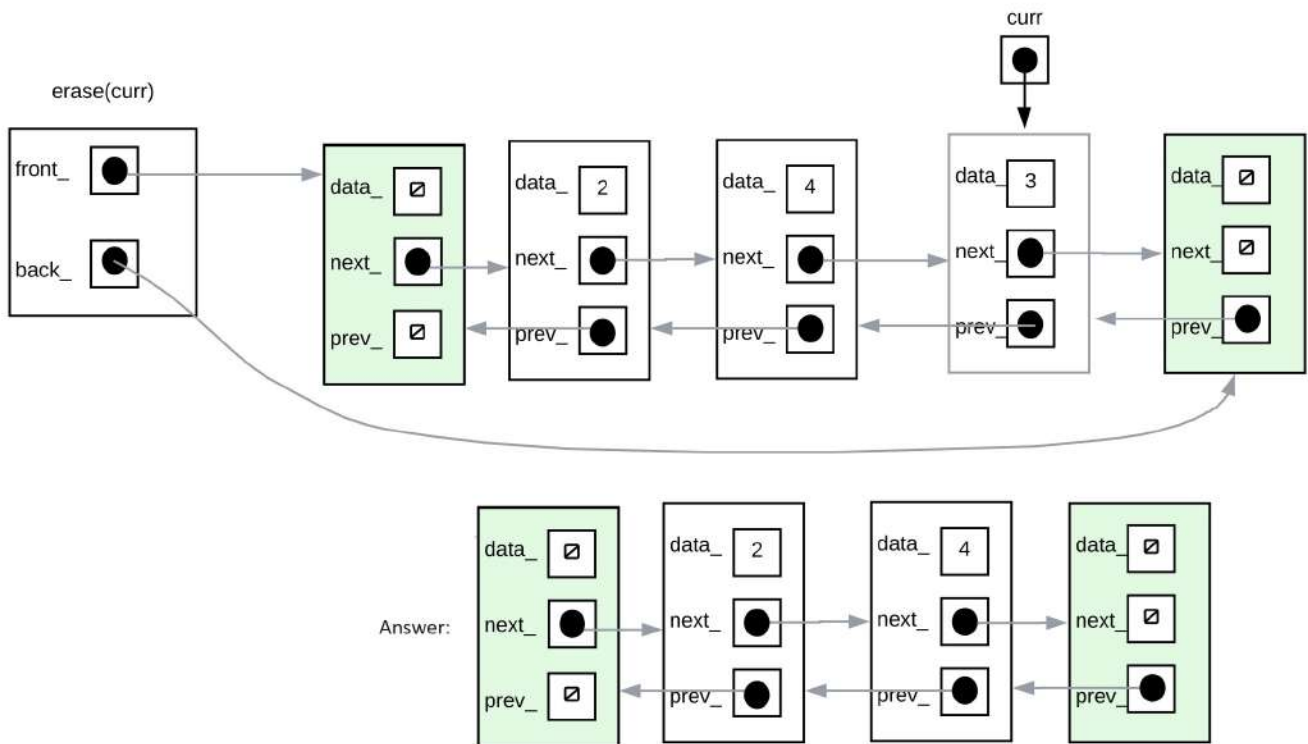 curr
erase(curr)
front_
back_
data_
next_
prev_
data_ 2
next_
prev_
data_ 4
next_
prev_
data_ 3
next_
prev_
data_
next_
prev_
Answer:
data_
next_
prev_
data_ 2
next_
prev_
data_ 4
next_
prev_
data_
next_
prev_